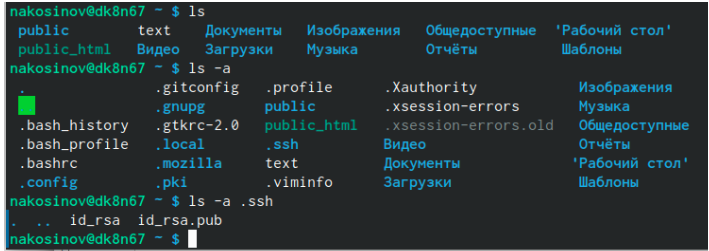 nakosinov@dk8n67 ~ $ ls
public text Документы Изображения Общедоступные 'Рабочий стол'
public_html Видео Загрузки Музыка Отчёты Шаблоны
nakosinov@dk8n67 ~ $ ls -a
. .gitconfig .profile .Xauthority Изображения
.gnupg public .xsession-errors Музыка
.bash_history .gtkrc-2.0 public_html .xsession-errors.old Общедоступные
.bash_profile .local .ssh Видео Отчёты
.bashrc .mozilla text Документы 'Рабочий стол'
.config .pki .viminfo Загрузки Шаблоны
nakosinov@dk8n67 ~ $ ls -a .ssh
. .. id_rsa id_rsa.pub
nakosinov@dk8n67 ~ $